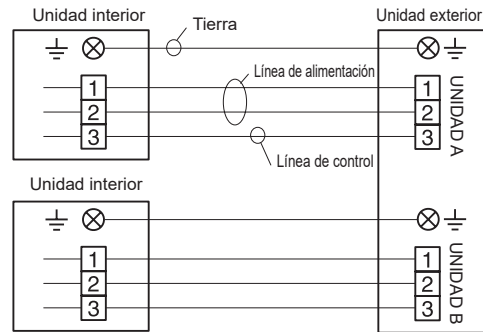 Unidad interior
Unidad exterior
Tierra
Línea de alimentación
1
2
3
1
2
3
UNIDAD A
Línea de control
Unidad interior
1
2
3
1
2
3
UNIDAD B